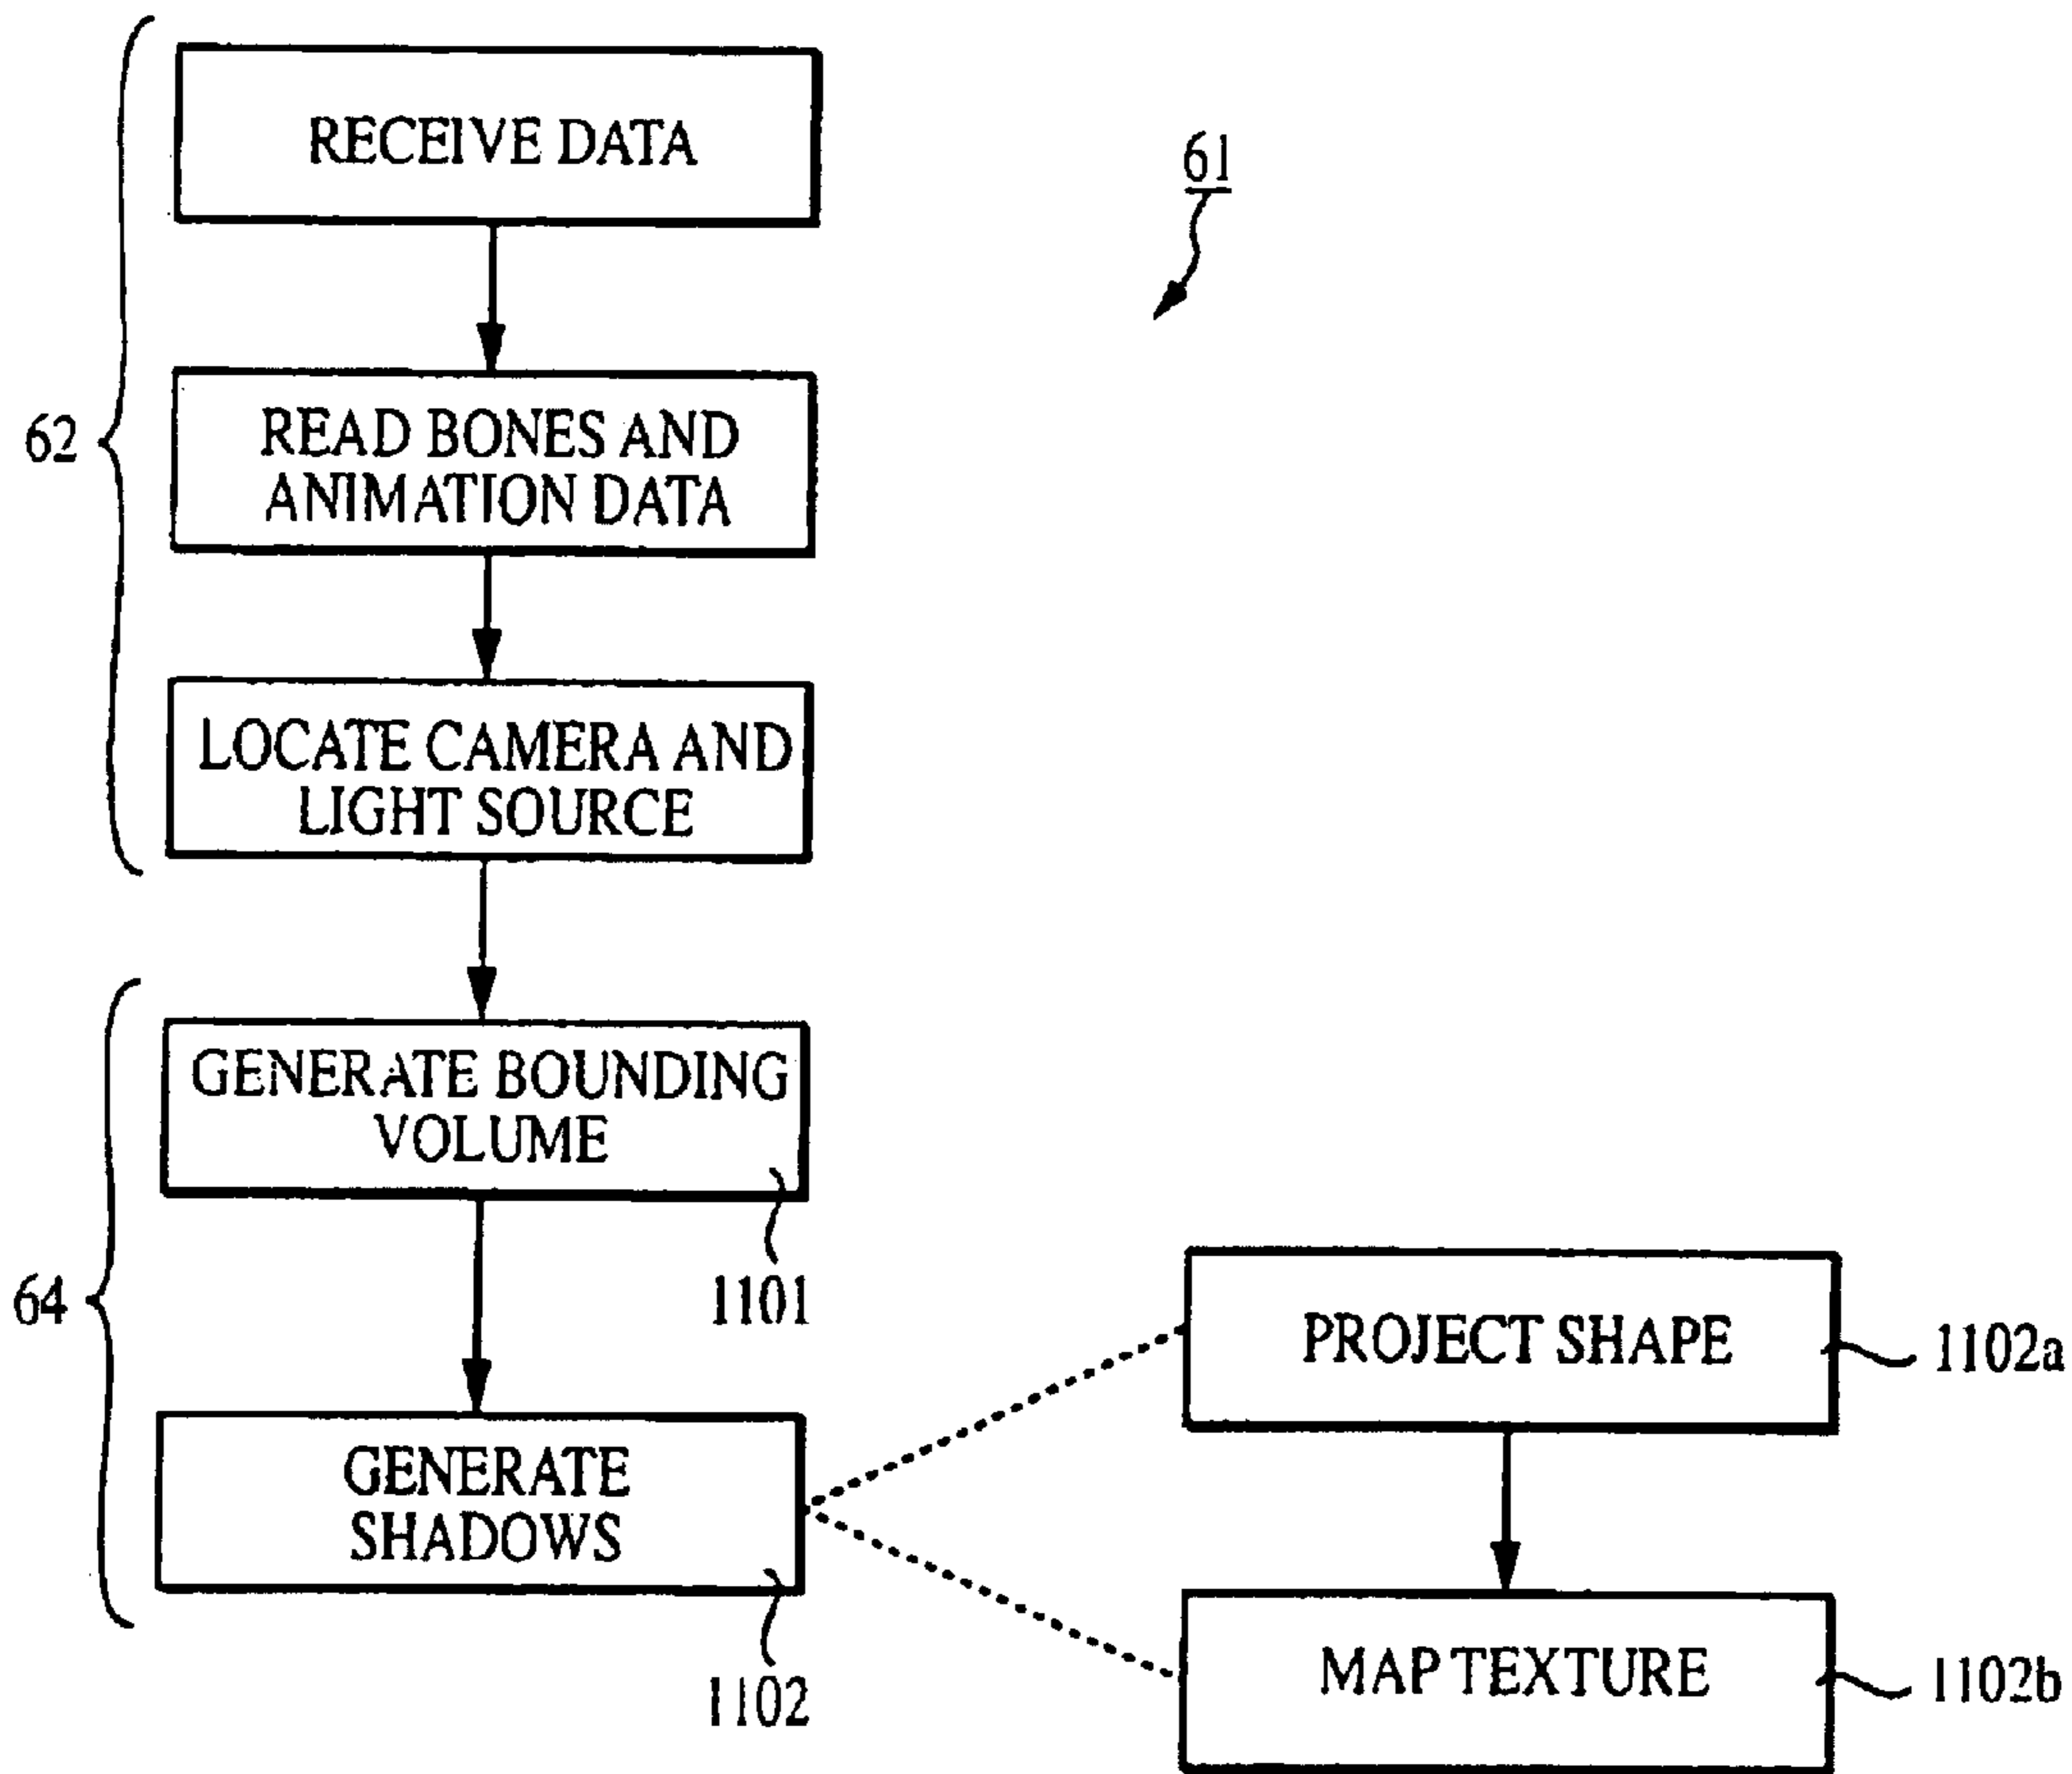 RECEIVE DATA
61
READ BONES AND
ANIMATION DATA
62
LOCATE CAMERA AND
LIGHT SOURCE
GENERATE BOUNDING
VOLUME
1101
64
GENERATE
SHADOWS
1102
PROJECT SHAPE
1102a
MAP TEXTURE
1102b